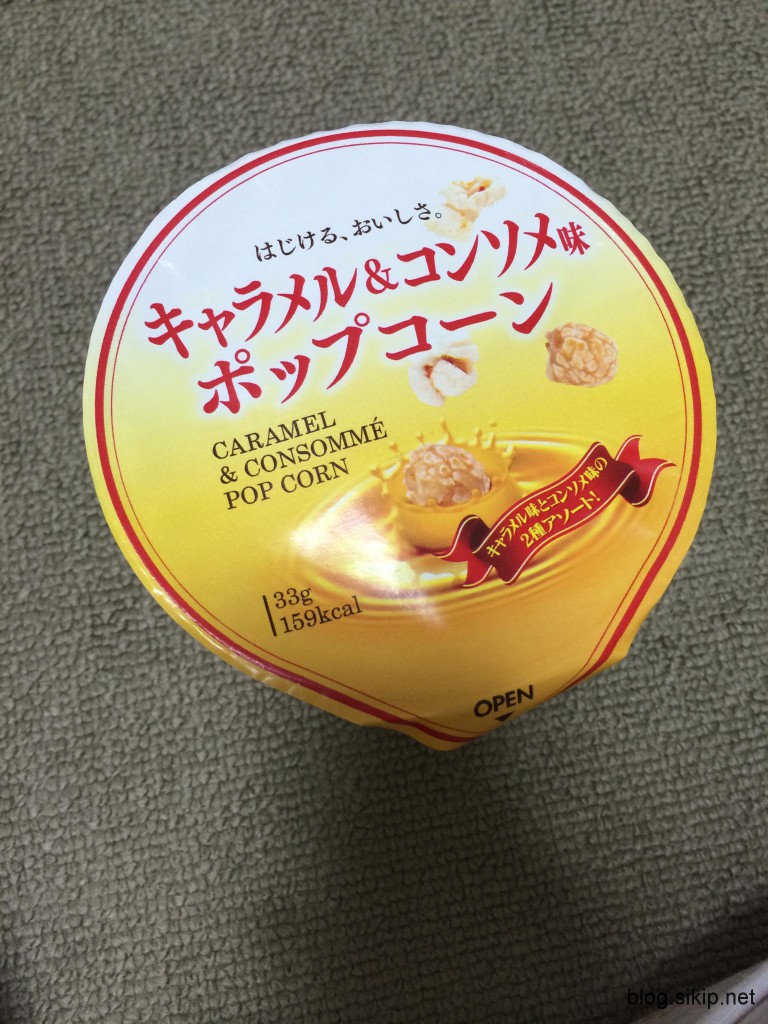 はじける、おいしさ。
キャラメル&コンソメ味
ポップコーン
CARAMEL
& CONSOMMÉ
POP CORN
キャラメル味とコンソメ味の
2種アソート!
33g
159kcal
OPEN
blog.sikip.net